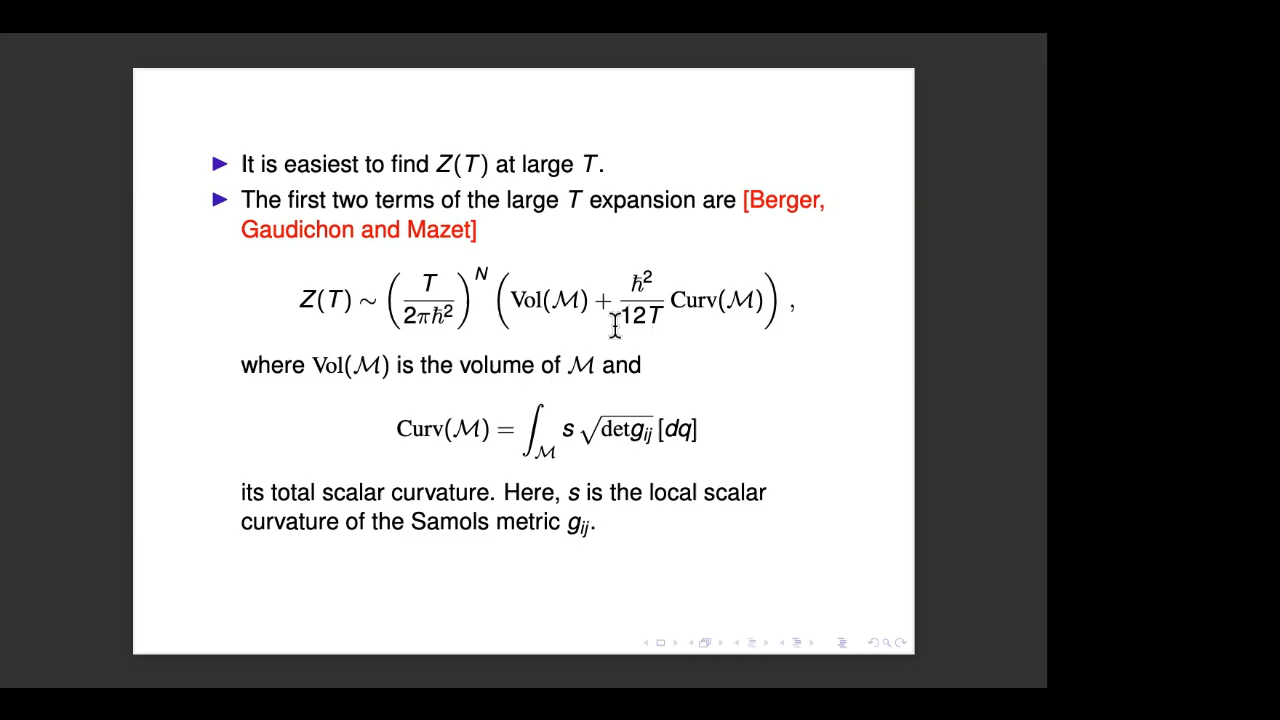 ► It is easiest to find Z(T) at large T.
► The first two terms of the large T expansion are [Berger,
Gaudichon and Mazet]
Z(T) ∼ (T / 2πħ²)^N (Vol(ℳ) + ħ² / 12T Curv(ℳ)) ,
where Vol(ℳ) is the volume of ℳ and
Curv(ℳ) = ∫_ℳ s √(det g_ij) [dq]
its total scalar curvature. Here, s is the local scalar
curvature of the Samols metric g_ij.